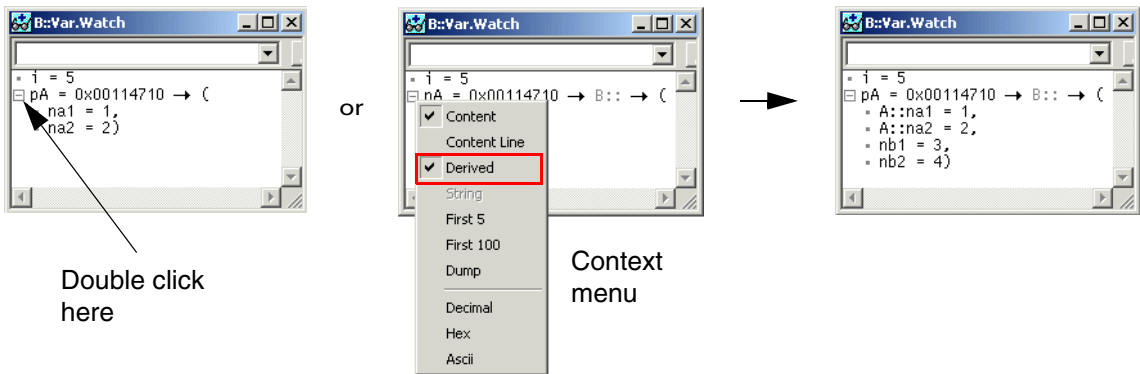 B::Var.Watch
i = 5
pA = 0x00114710 → (
na1 = 1,
na2 = 2)
Double click
here
or
B::Var.Watch
i = 5
pA = 0x00114710 → B:: → (
Content
Content Line
Derived
String
First 5
First 100
Dump
Decimal
Hex
Ascii
Context
menu
B::Var.Watch
i = 5
pA = 0x00114710 → B:: → (
A::na1 = 1,
A::na2 = 2,
nb1 = 3,
nb2 = 4)